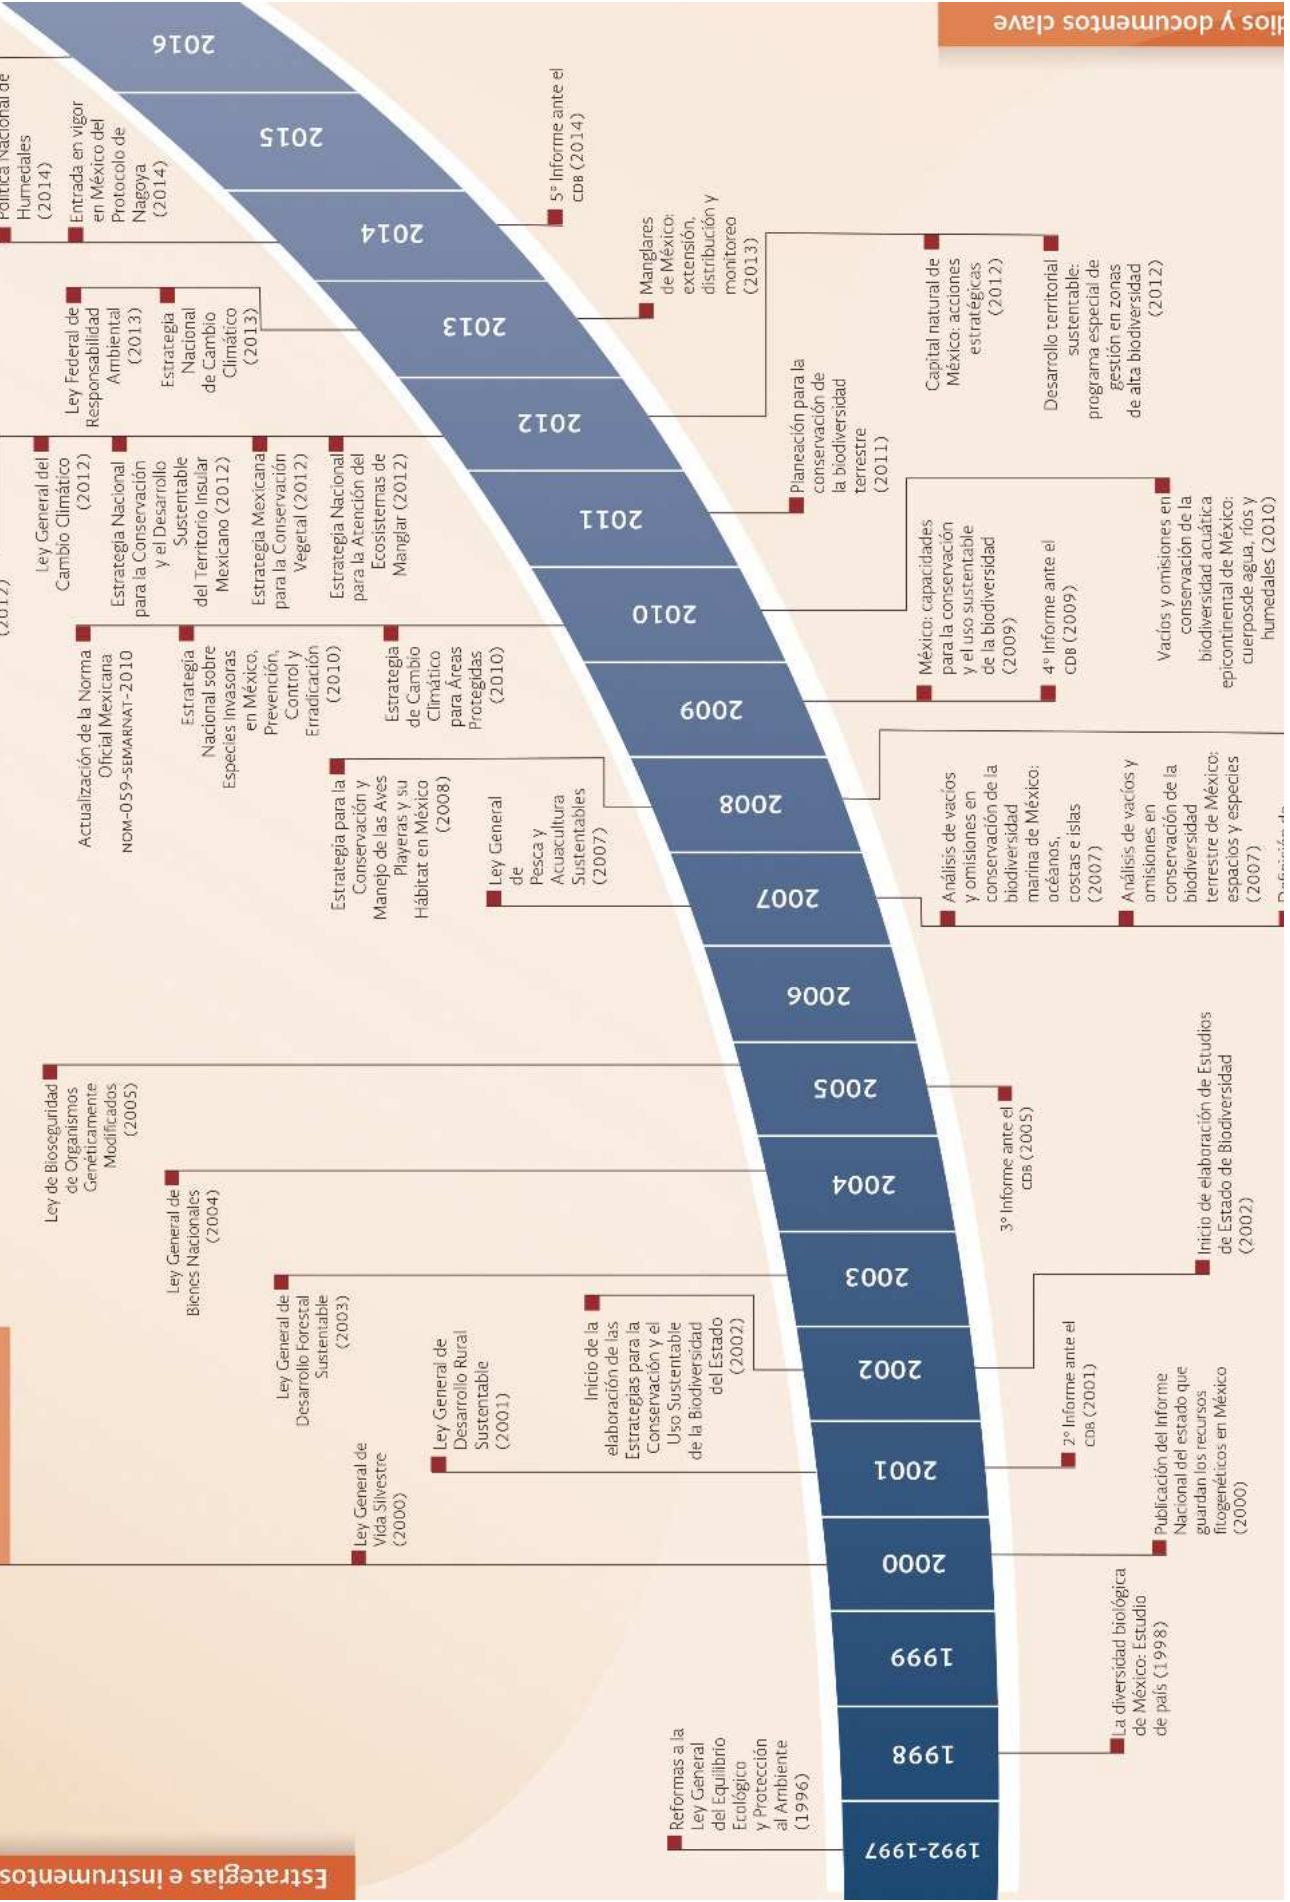 Estrategias e instrumentos
Reformas a la
Ley General
del Equilibrio
Ecológico
y Protección
al Ambiente
(1996)
Ley General de
Vida Silvestre
(2000)
Ley General de
Desarrollo Rural
Sustentable
(2001)
Inicio de la
elaboración de las
Estrategias para la
Conservación y el
Uso Sustentable
de la Biodiversidad
del Estado
(2002)
Ley General de
Desarrollo Forestal
Sustentable
(2003)
Ley General de
Bienes Nacionales
(2004)
Ley de Bioseguridad
de Organismos
Genéticamente
Modificados
(2005)
Ley General
de
Pesca y
Acuacultura
Sustentables
(2007)
Estrategia para la
Conservación y
Manejo de las Aves
Playeras y su
Hábitat en México
(2008)
Actualización de la Norma
Oficial Mexicana
NOM-059-SEMARNAT-2010
Estrategia
Nacional sobre
Especies Invasoras
en México,
Prevención,
Control y
Erradicación
(2010)
Estrategia
de Cambio
Climático
para Áreas
Protegidas
(2010)
(2012)
Ley General del
Cambio Climático
(2012)
Estrategia Nacional
para la Conservación
y el Desarrollo
Sustentable
del Territorio Insular
Mexicano (2012)
Estrategia Mexicana
para la Conservación
Vegetal (2012)
Estrategia Nacional
para la Atención del
Ecosistemas de
Manglar (2012)
Ley Federal de
Responsabilidad
Ambiental
(2013)
Estrategia
Nacional
de Cambio
Climático
(2013)
Política Nacional de
Humedales
(2014)
Entrada en vigor
en México del
Protocolo de
Nagoya
(2014)
1992-1997
1998
1999
2000
2001
2002
2003
2004
2005
2006
2007
2008
2009
2010
2011
2012
2013
2014
2015
2016
dios y documentos clave
La diversidad biológica
de México: Estudio
de país (1998)
Publicación del Informe
Nacional del estado que
guardan los recursos
fitogenéticos en México
(2000)
2º Informe ante el
CDB (2001)
Inicio de elaboración de Estudios
de Estado de Biodiversidad
(2002)
3º Informe ante el
CDB (2005)
Análisis de vacíos
y omisiones en
conservación de la
biodiversidad
marina de México:
océanos,
costas e islas
(2007)
Análisis de vacíos y
omisiones en
conservación de la
biodiversidad
terrestre de México:
espacios y especies
(2007)
México: capacidades
para la conservación
y el uso sustentable
de la biodiversidad
(2009)
4º Informe ante el
CDB (2009)
Vacíos y omisiones en
conservación de la
biodiversidad acuática
epicontinental de México:
cuerposde agua, ríos y
humedales (2010)
Planeación para la
conservación de
la biodiversidad
terrestre
(2011)
Capital natural de
México: acciones
estratégicas
(2012)
Desarrollo territorial
sustentable:
programa especial de
gestión en zonas
de alta biodiversidad
(2012)
Manglares
de México:
extensión,
distribución y
monitoreo
(2013)
5º Informe ante el
CDB (2014)